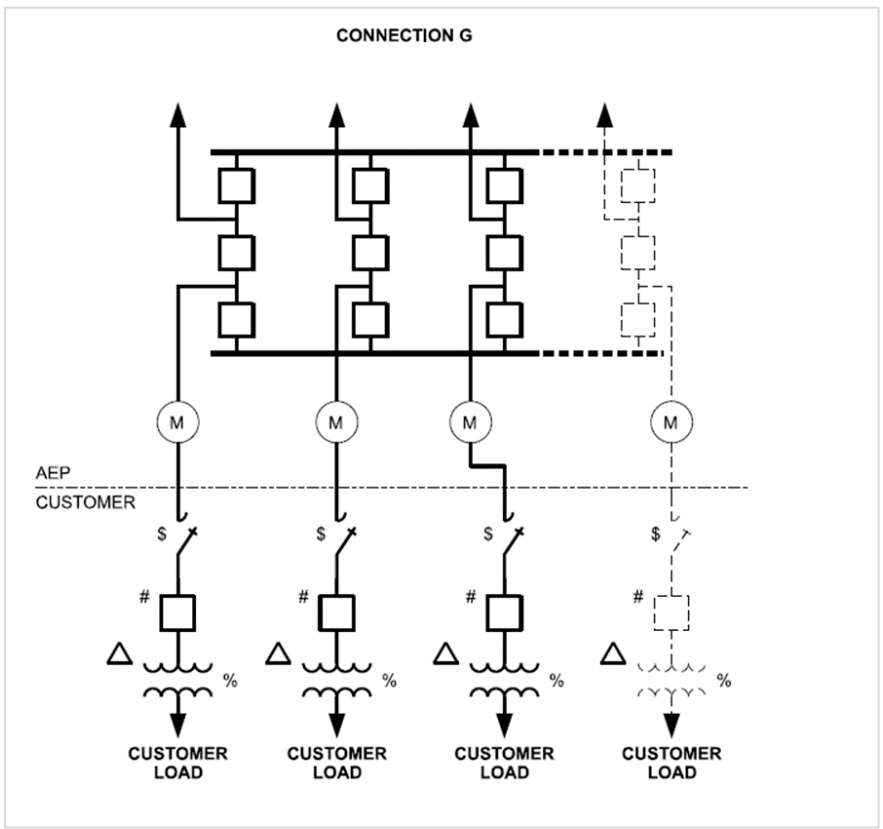 CONNECTION G
M M M M
AEP
CUSTOMER
$ $ $ $
# # # #
% % % %
CUSTOMER CUSTOMER CUSTOMER CUSTOMER
LOAD LOAD LOAD LOAD